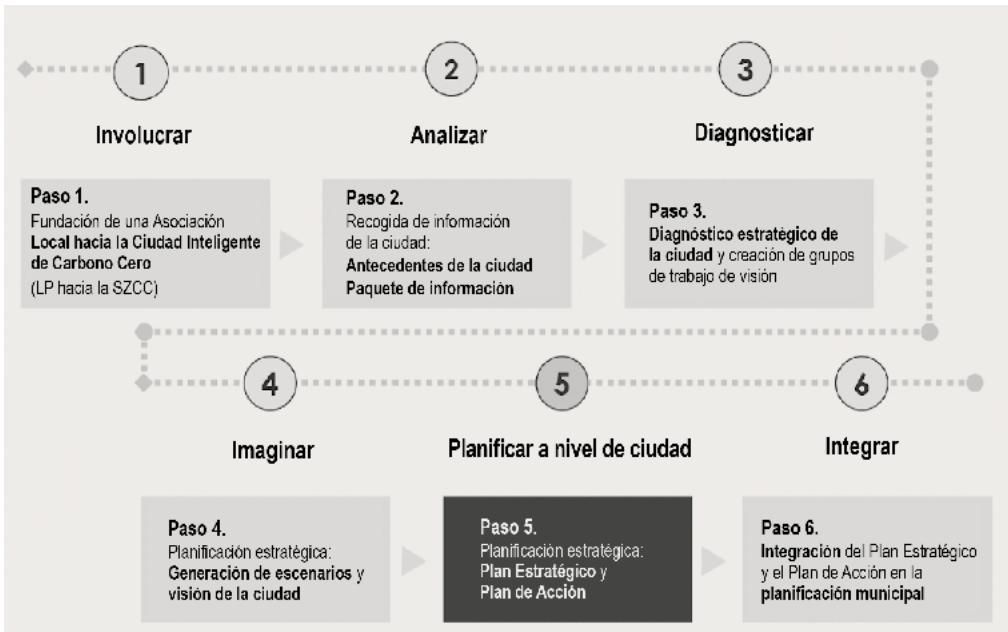 1
2
3
Involucrar
Analizar
Diagnosticar
Paso 1.
Fundación de una Asociación
Local hacia la Ciudad Inteligente
de Carbono Cero
(LP hacia la SZCC)
Paso 2.
Recogida de información
de la ciudad:
Antecedentes de la ciudad
Paquete de información
Paso 3.
Diagnóstico estratégico de
la ciudad y creación de grupos
de trabajo de visión
4
5
6
Imaginar
Planificar a nivel de ciudad
Integrar
Paso 4.
Planificación estratégica:
Generación de escenarios y
visión de la ciudad
Paso 5.
Planificación estratégica:
Plan Estratégico y
Plan de Acción
Paso 6.
Integración del Plan Estratégico
y el Plan de Acción en la
planificación municipal